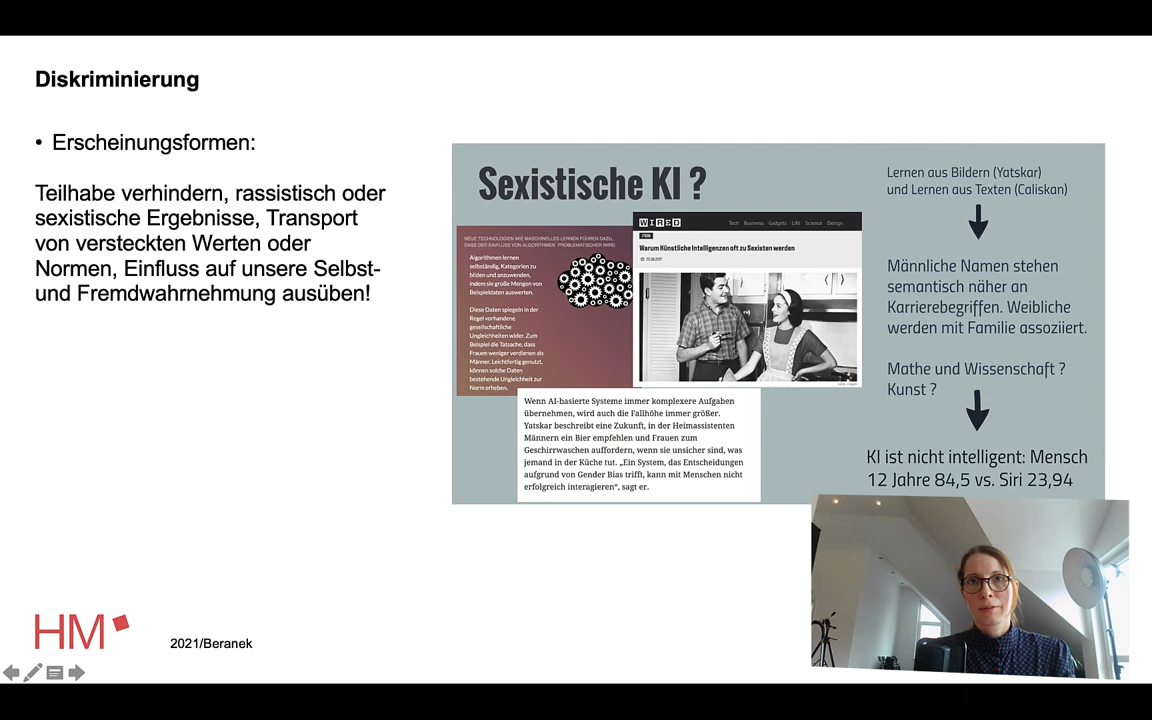 Diskriminierung
• Erscheinungsformen:
Teilhabe verhindern, rassistisch oder
sexistische Ergebnisse, Transport
von versteckten Werten oder
Normen, Einfluss auf unsere Selbst-
und Fremdwahrnehmung ausüben!
Sexistische KI ?
NEUE TECHNOLOGIEN WIE MASCHINELLES LERNEN FÜHREN DAZU,
DASS DER EINFLUSS VON ALGORITHMEN PROBLEMATISCHER WIRD.
Algorithmen lernen
selbständig, Kategorien zu
bilden und anzuwenden,
indem sie große Mengen von
Beispieldaten auswerten.
Diese Daten spiegeln in der
Regel vorhandene
gesellschaftliche
Ungleichheiten wider. Zum
Beispiel die Tatsache, dass
Frauen weniger verdienen als
Männer. Leichtfertig genutzt,
können solche Daten
bestehende Ungleichheit zur
Norm erheben.
WIRED
Tech Business Gadgets Life Science Design
Warum Künstliche Intelligenzen oft zu Sexisten werden
Getty Images
Wenn AI-basierte Systeme immer komplexere Aufgaben
übernehmen, wird auch die Fallhöhe immer größer.
Yatskar beschreibt eine Zukunft, in der Heimassistenten
Männern ein Bier empfehlen und Frauen zum
Geschirrwaschen auffordern, wenn sie unsicher sind, was
jemand in der Küche tut. „Ein System, das Entscheidungen
aufgrund von Gender Bias trifft, kann mit Menschen nicht
erfolgreich interagieren“, sagt er.
Lernen aus Bildern (Yatskar)
und Lernen aus Texten (Caliskan)
Männliche Namen stehen
semantisch näher an
Karrierebegriffen. Weibliche
werden mit Familie assoziiert.
Mathe und Wissenschaft ?
Kunst ?
KI ist nicht intelligent: Mensch
12 Jahre 84,5 vs. Siri 23,94
HM
2021/Beranek